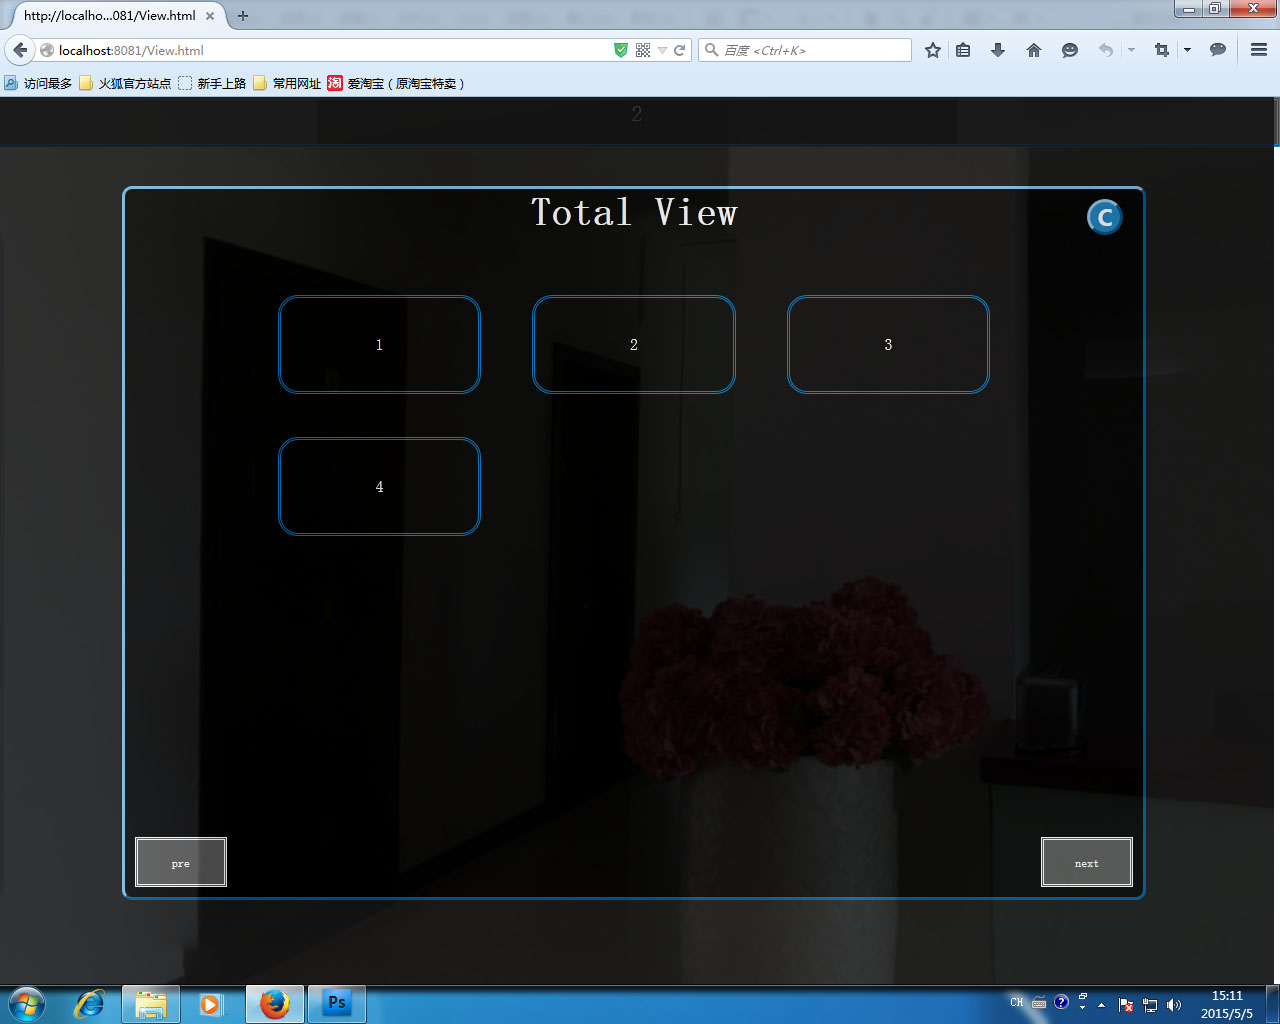 http://localho...081/View.html
localhost:8081/View.html
百度 <Ctrl+K>
访问最多 火狐官方站点 新手上路 常用网址 淘 爱淘宝（原淘宝特卖）
2
Total View
C
1 2 3
4
pre next
Ps
CH
15:11
2015/5/5